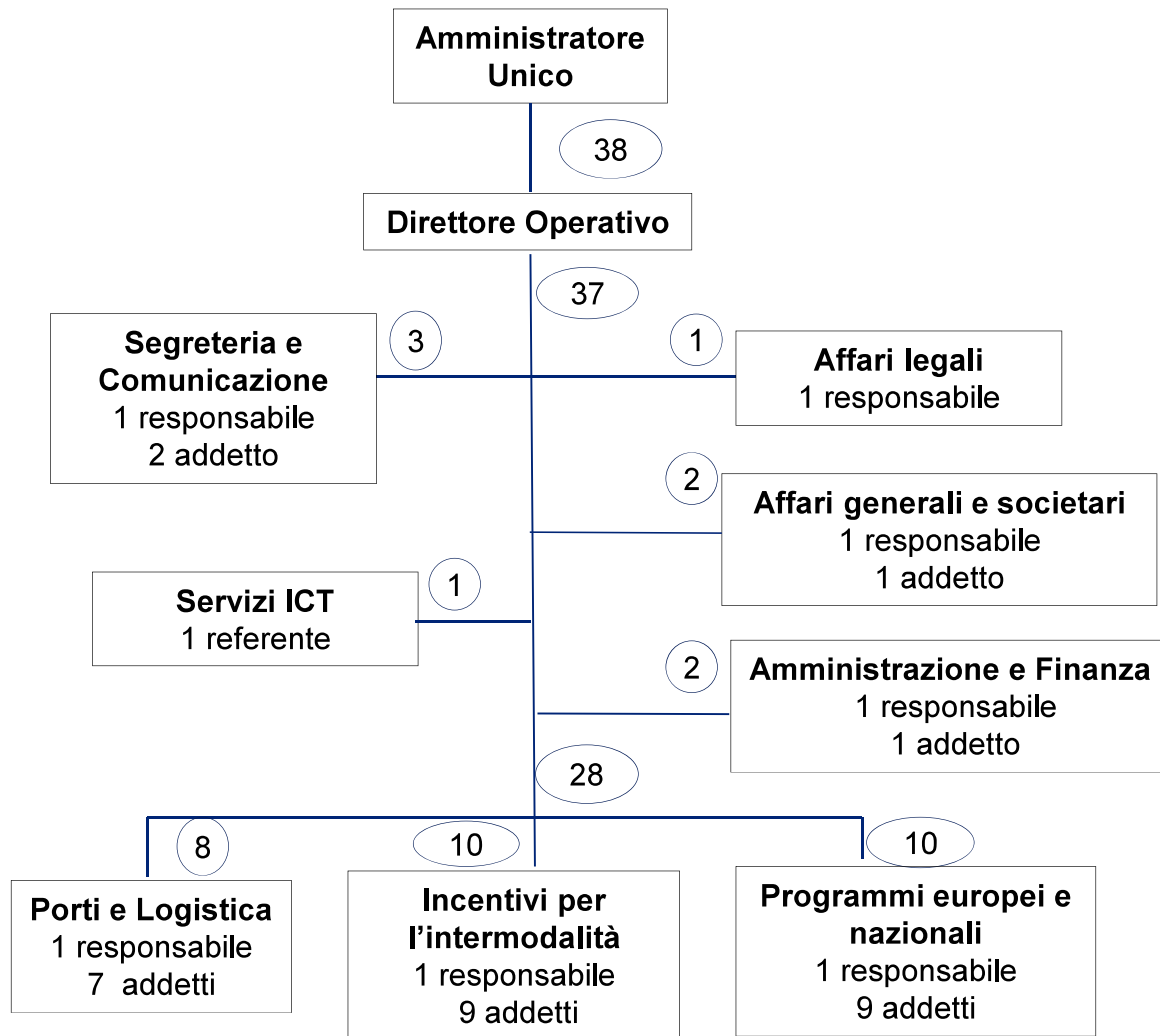 Amministratore
Unico
38
Direttore Operativo
37
3
1
Segreteria e
Comunicazione
1 responsabile
2 addetto
Affari legali
1 responsabile
2
Affari generali e societari
1 responsabile
1 addetto
1
Servizi ICT
1 referente
2
Amministrazione e Finanza
1 responsabile
1 addetto
28
8
10
10
Porti e Logistica
1 responsabile
7 addetti
Incentivi per
l’intermodalità
1 responsabile
9 addetti
Programmi europei e
nazionali
1 responsabile
9 addetti